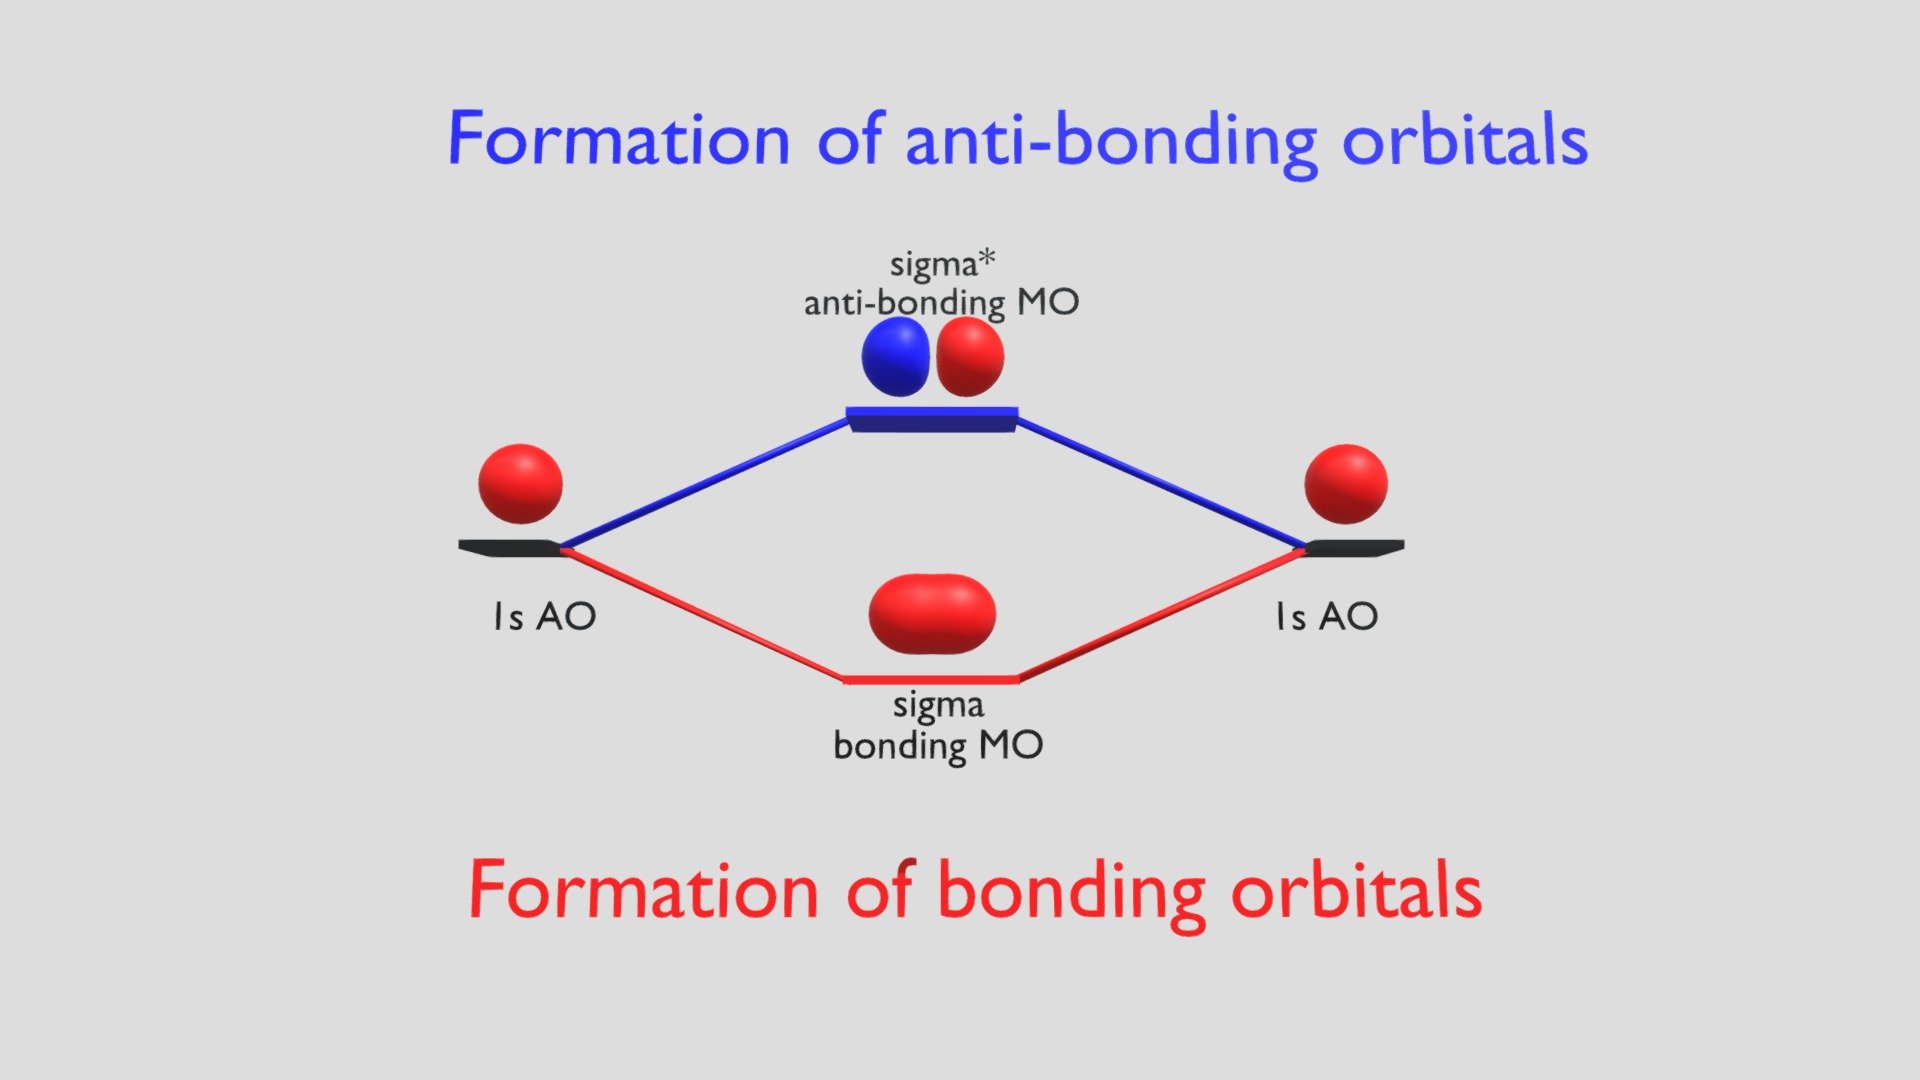 Formation of anti-bonding orbitals
sigma*
anti-bonding MO
1s AO
1s AO
sigma
bonding MO
Formation of bonding orbitals